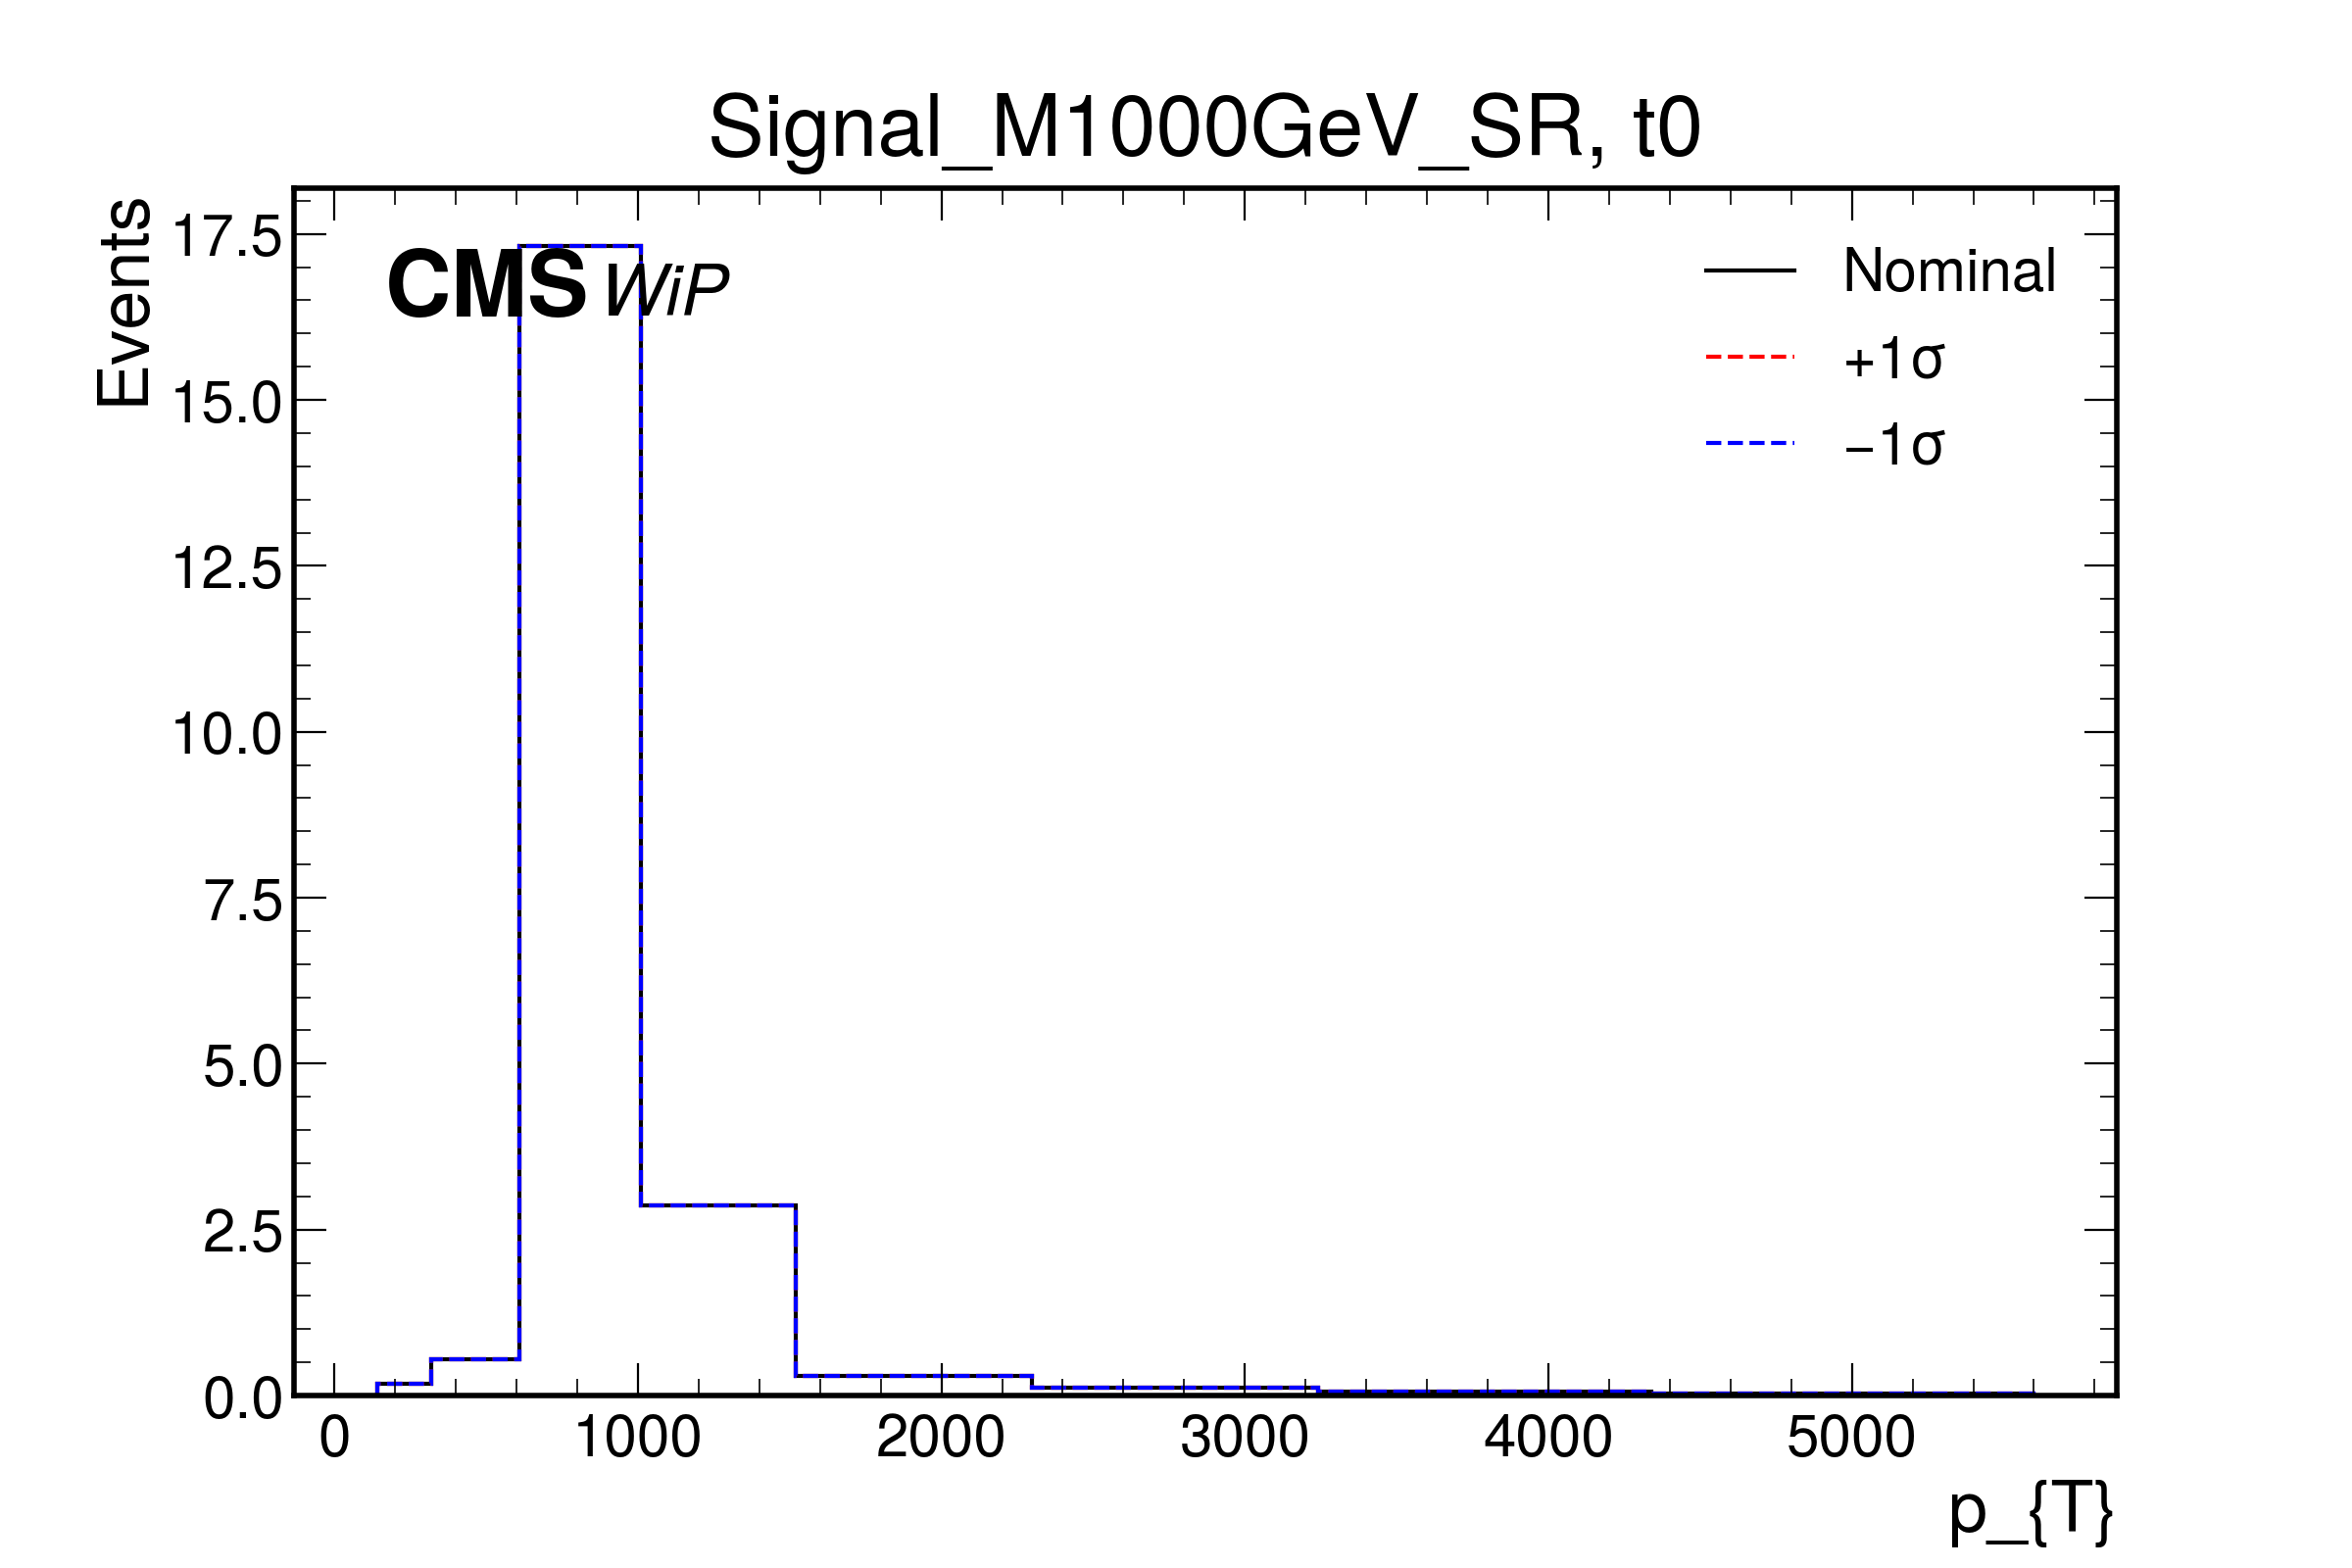 Signal_M1000GeV_SR, t0
Events
17.5
15.0
12.5
10.0
7.5
5.0
2.5
0.0
CMS WiP
Nominal
+1σ
−1σ
0 1000 2000 3000 4000 5000
p_{T}